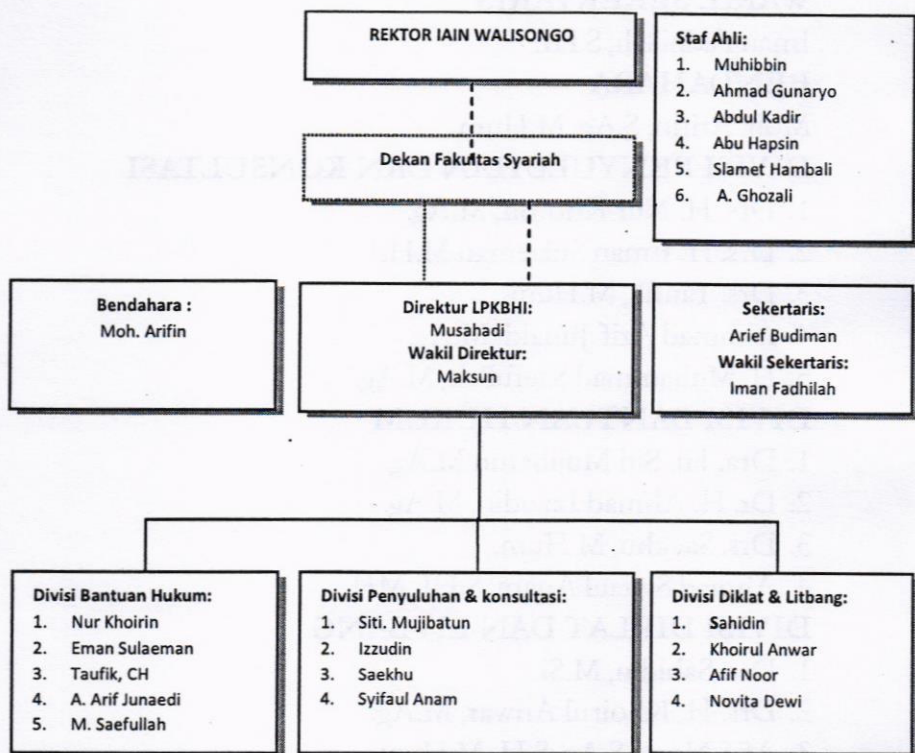 REKTOR IAIN WALISONGO
Staf Ahli:
1. Muhibbin
2. Ahmad Gunaryo
3. Abdul Kadir
4. Abu Hapsin
5. Slamet Hambali
6. A. Ghozali
Dekan Fakultas Syariah
Bendahara :
Moh. Arifin
Direktur LPKBHI:
Musahadi
Wakil Direktur:
Maksun
Sekertaris:
Arief Budiman
Wakil Sekertaris:
Iman Fadhilah
Divisi Bantuan Hukum:
1. Nur Khoirin
2. Eman Sulaeman
3. Taufik, CH
4. A. Arif Junaedi
5. M. Saefullah
Divisi Penyuluhan & konsultasi:
1. Siti. Mujibatun
2. Izzudin
3. Saekhu
4. Syifaul Anam
Divisi Diklat & Litbang:
1. Sahidin
2. Khoirul Anwar
3. Afif Noor
4. Novita Dewi